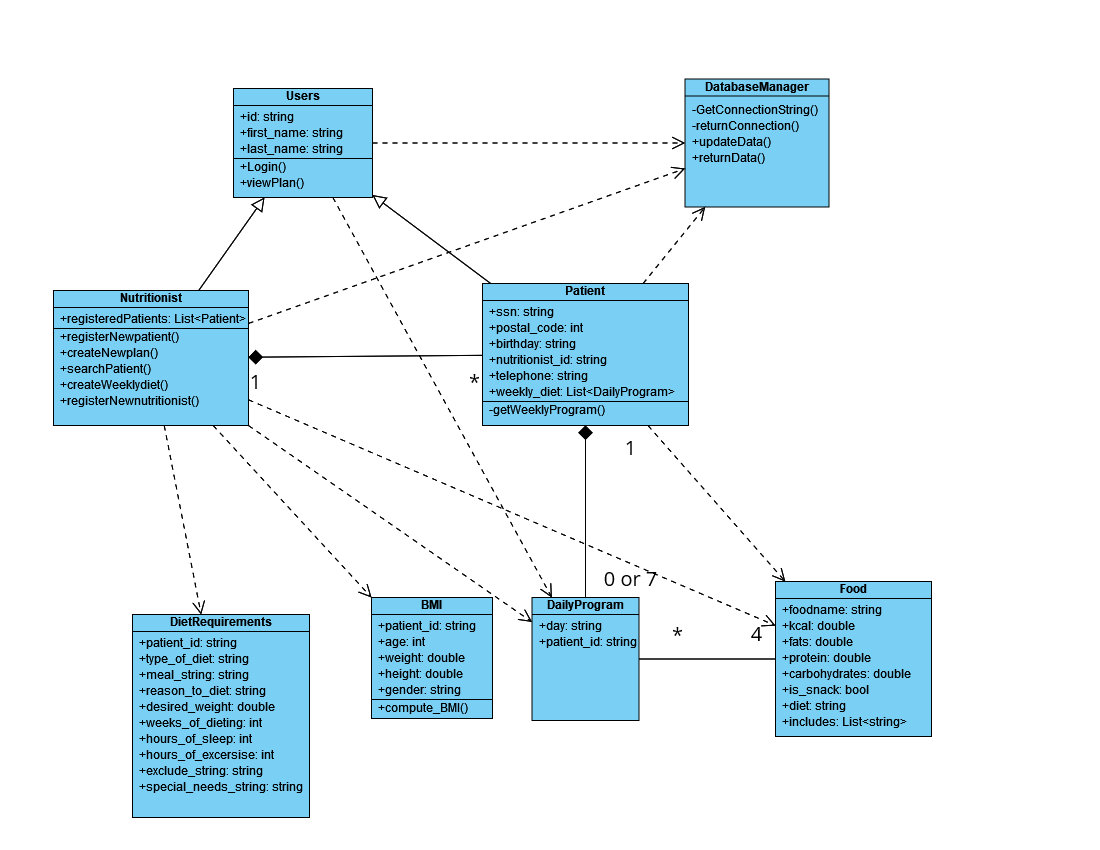 Users
+id: string
+first_name: string
+last_name: string
+Login()
+viewPlan()
DatabaseManager
-GetConnectionString()
-returnConnection()
+updateData()
+returnData()
Nutritionist
+registeredPatients: List<Patient>
+registerNewpatient()
+createNewplan()
+searchPatient()
+createWeeklydiet()
+registerNewnutritionist()
1
*
Patient
+ssn: string
+postal_code: int
+birthday: string
+nutritionist_id: string
+telephone: string
+weekly_diet: List<DailyProgram>
-getWeeklyProgram()
1
0 or 7
DietRequirements
+patient_id: string
+type_of_diet: string
+meal_string: string
+reason_to_diet: string
+desired_weight: double
+weeks_of_dieting: int
+hours_of_sleep: int
+hours_of_excersise: int
+exclude_string: string
+special_needs_string: string
BMI
+patient_id: string
+age: int
+weight: double
+height: double
+gender: string
+compute_BMI()
DailyProgram
+day: string
+patient_id: string
*
4
Food
+foodname: string
+kcal: double
+fats: double
+protein: double
+carbohydrates: double
+is_snack: bool
+diet: string
+includes: List<string>